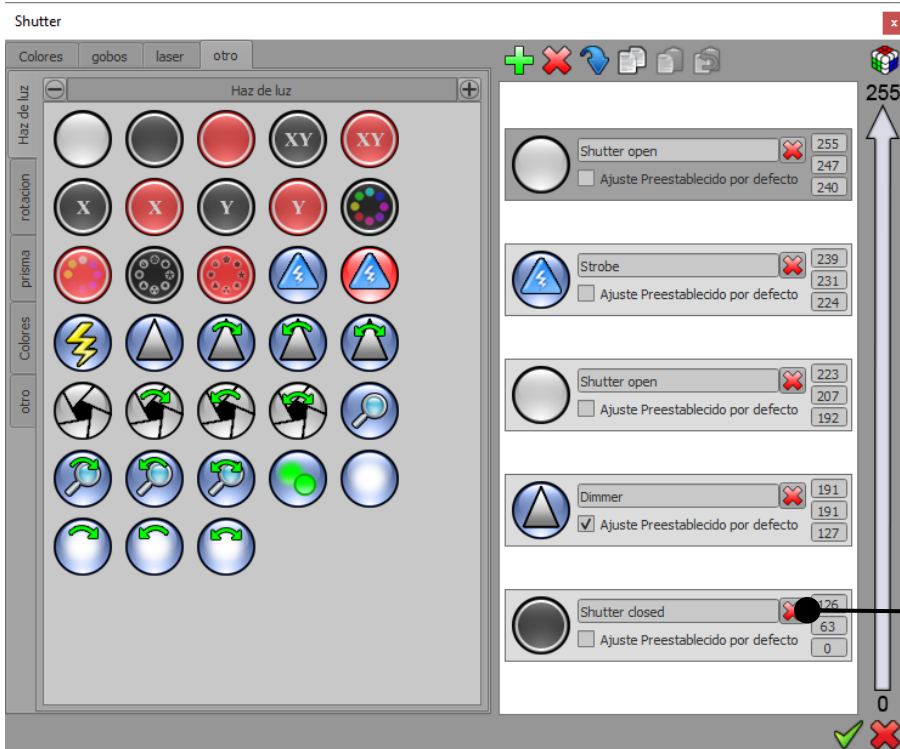 Shutter
x
Colores gobos laser otro
Haz de luz
rotacion
prisma
Colores
otro
Haz de luz
XY XY
X X Y Y
255
Shutter open
Ajuste Preestablecido por defecto
255
247
240
Strobe
Ajuste Preestablecido por defecto
239
231
224
Shutter open
Ajuste Preestablecido por defecto
223
207
192
Dimmer
Ajuste Preestablecido por defecto
191
191
127
Shutter closed
Ajuste Preestablecido por defecto
126
63
0
0